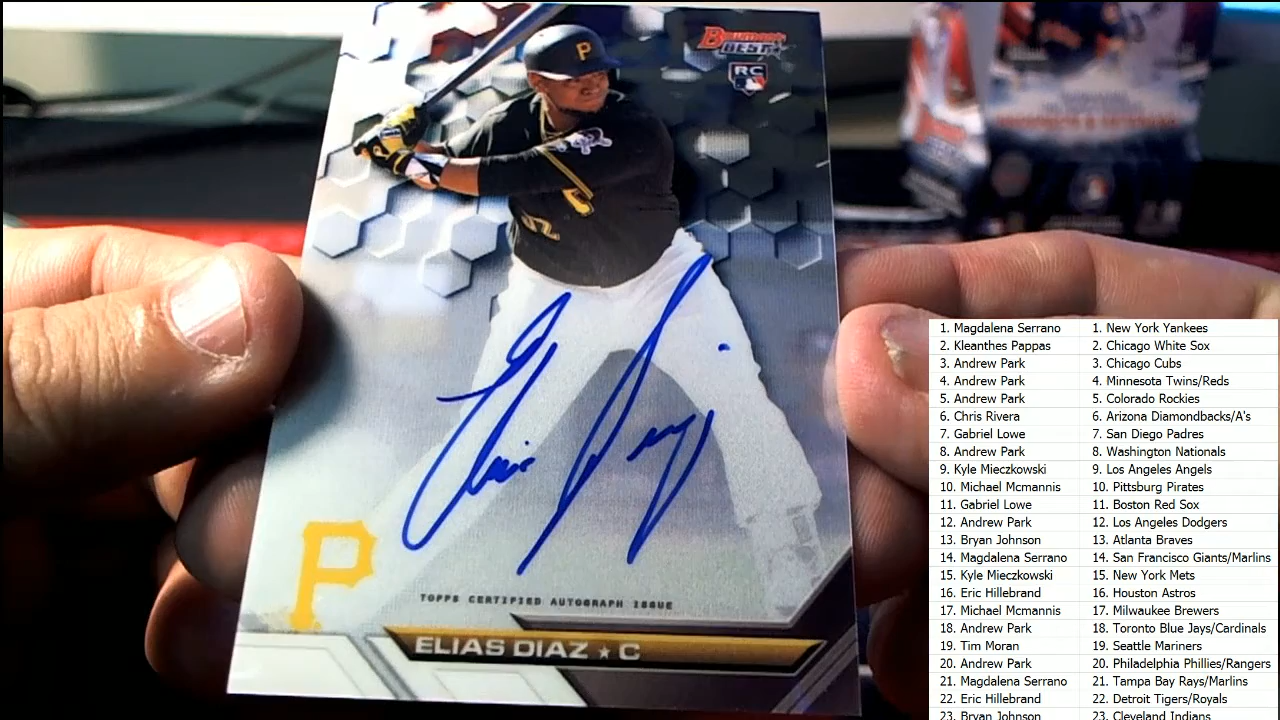 Bowman's
BEST
RC
P
DIAZ
P
TOPPS CERTIFIED AUTOGRAPH ISSUE
ELIAS DIAZ ★ C
1. Magdalena Serrano 1. New York Yankees
2. Kleanthes Pappas 2. Chicago White Sox
3. Andrew Park 3. Chicago Cubs
4. Andrew Park 4. Minnesota Twins/Reds
5. Andrew Park 5. Colorado Rockies
6. Chris Rivera 6. Arizona Diamondbacks/A's
7. Gabriel Lowe 7. San Diego Padres
8. Andrew Park 8. Washington Nationals
9. Kyle Mieczkowski 9. Los Angeles Angels
10. Michael Mcmannis 10. Pittsburg Pirates
11. Gabriel Lowe 11. Boston Red Sox
12. Andrew Park 12. Los Angeles Dodgers
13. Bryan Johnson 13. Atlanta Braves
14. Magdalena Serrano 14. San Francisco Giants/Marlins
15. Kyle Mieczkowski 15. New York Mets
16. Eric Hillebrand 16. Houston Astros
17. Michael Mcmannis 17. Milwaukee Brewers
18. Andrew Park 18. Toronto Blue Jays/Cardinals
19. Tim Moran 19. Seattle Mariners
20. Andrew Park 20. Philadelphia Phillies/Rangers
21. Magdalena Serrano 21. Tampa Bay Rays/Marlins
22. Eric Hillebrand 22. Detroit Tigers/Royals
23. Bryan Johnson 23. Cleveland Indians